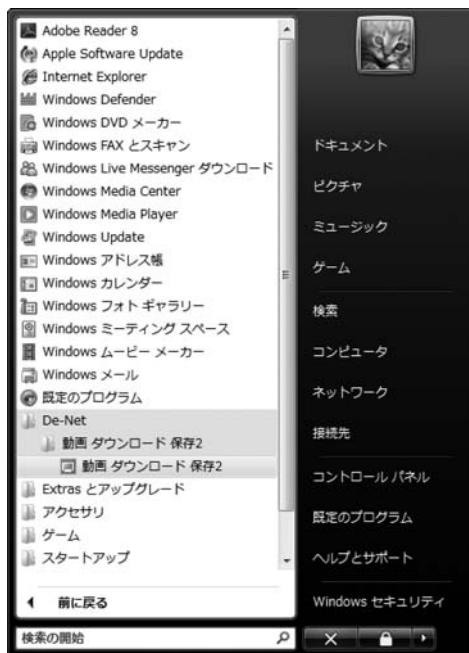 Adobe Reader 8
Apple Software Update
Internet Explorer
Windows Defender
Windows DVD メーカー
Windows FAX とスキャン
Windows Live Messenger ダウンロード
Windows Media Center
Windows Media Player
Windows Update
Windows アドレス帳
Windows カレンダー
Windows フォト ギャラリー
Windows ミーティング スペース
Windows ムービー メーカー
Windows メール
既定のプログラム
De-Net
動画 ダウンロード 保存2
動画 ダウンロード 保存2
Extras とアップグレード
アクセサリ
ゲーム
スタートアップ
前に戻る
検索の開始
ドキュメント
ピクチャ
ミュージック
ゲーム
検索
コンピュータ
ネットワーク
接続先
コントロール パネル
既定のプログラム
ヘルプとサポート
Windows セキュリティ